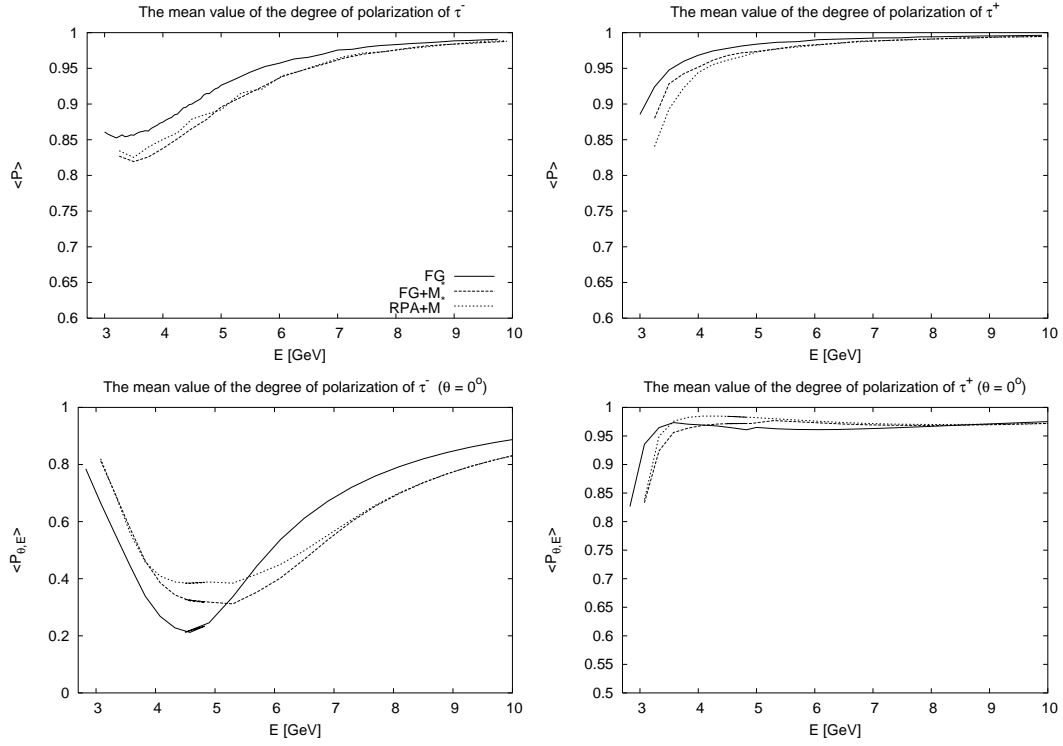 The mean value of the degree of polarization of τ-
1
0.95
0.9
0.85
0.8
0.75
0.7
0.65
0.6
<P>
FG
FG+M*
RPA+M*
3 4 5 6 7 8 9 10
E [GeV]
The mean value of the degree of polarization of τ+
1
0.95
0.9
0.85
0.8
0.75
0.7
0.65
0.6
<P>
3 4 5 6 7 8 9 10
E [GeV]
The mean value of the degree of polarization of τ- (θ = 0o)
1
0.8
0.6
0.4
0.2
0
<Pθ,E>
3 4 5 6 7 8 9 10
E [GeV]
The mean value of the degree of polarization of τ+ (θ = 0o)
1
0.95
0.9
0.85
0.8
0.75
0.7
0.65
0.6
0.55
0.5
<Pθ,E>
3 4 5 6 7 8 9 10
E [GeV]